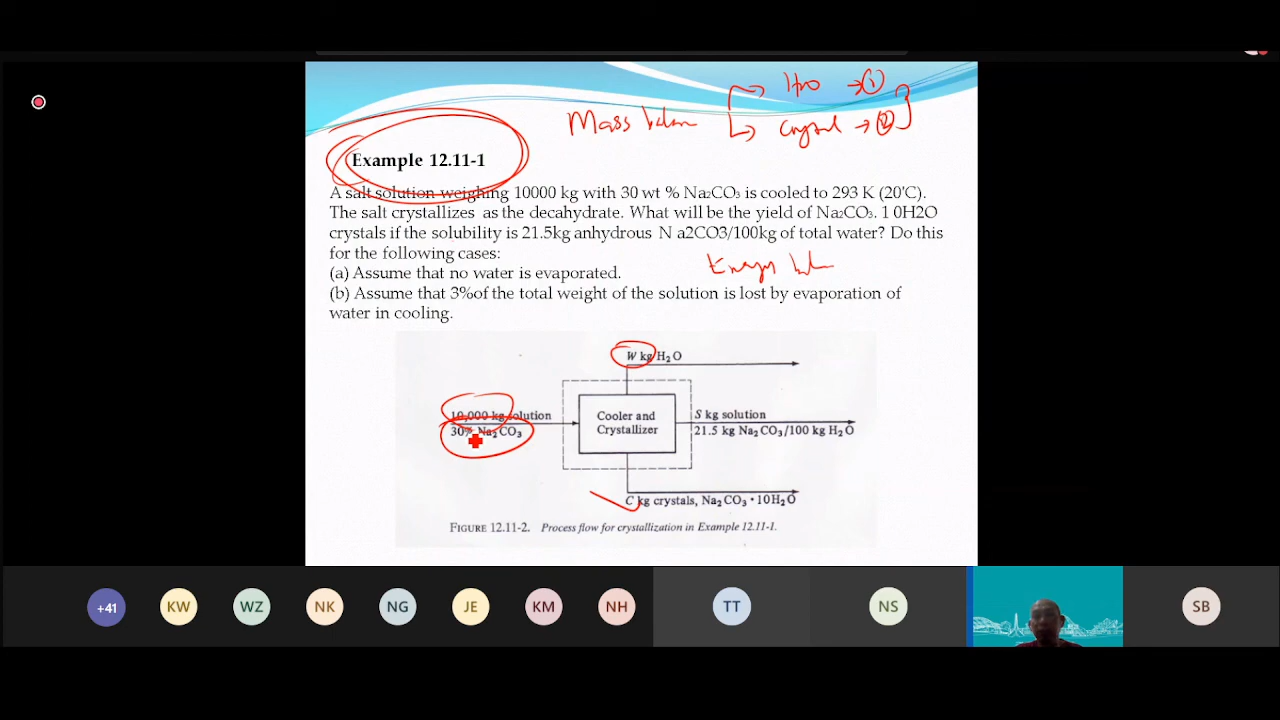 H2O → ①
Mass balan
crystal → ②
Example 12.11-1
A salt solution weighing 10000 kg with 30 wt % Na₂CO₃ is cooled to 293 K (20'C).
The salt crystallizes as the decahydrate. What will be the yield of Na₂CO₃. 1 0H2O
crystals if the solubility is 21.5kg anhydrous N a2CO3/100kg of total water? Do this
for the following cases:
(a) Assume that no water is evaporated.
(b) Assume that 3%of the total weight of the solution is lost by evaporation of
water in cooling.
W kg H₂O
10,000 kg solution
30% Na₂CO₃
Cooler and
Crystallizer
S kg solution
21.5 kg Na₂CO₃/100 kg H₂O
C kg crystals, Na₂CO₃ • 10H₂O
FIGURE 12.11-2. Process flow for crystallization in Example 12.11-1.
+41
KW
WZ
NK
NG
JE
KM
NH
TT
NS
SB